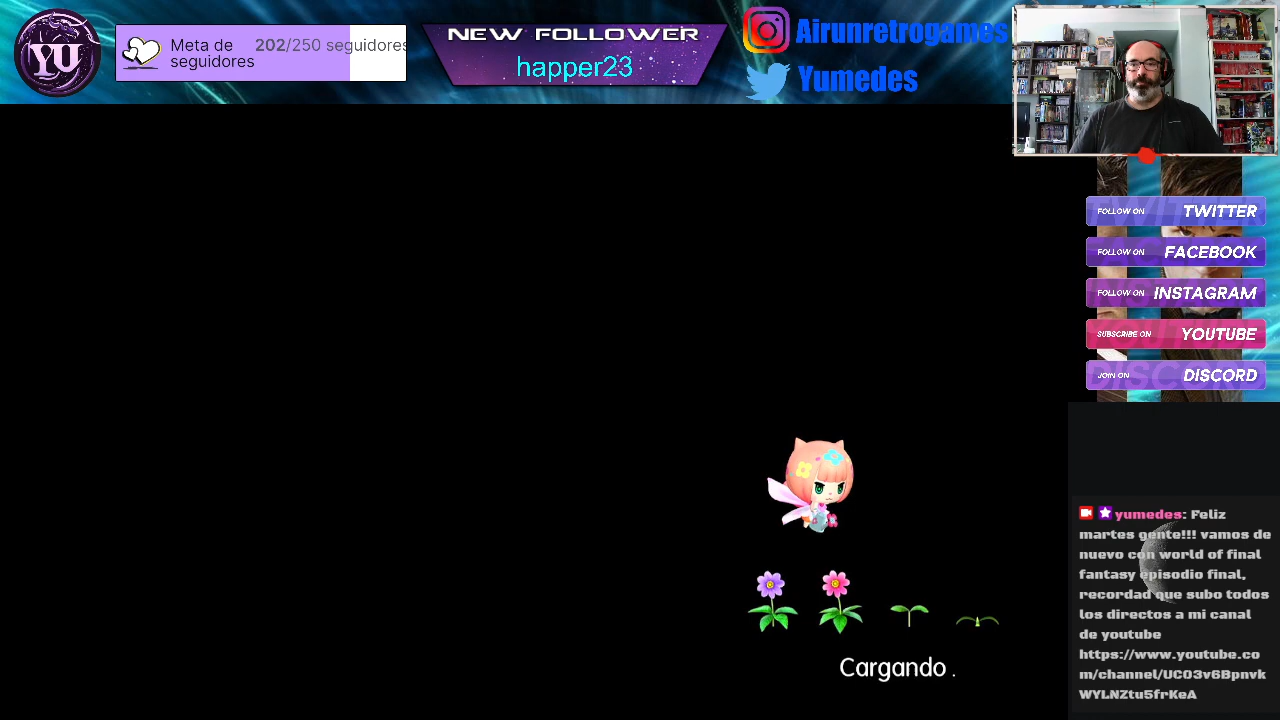 YU
Meta de
seguidores
202/250 seguidores
NEW FOLLOWER
happer23
Airunretrogames
Yumedes
FOLLOW ON TWITTER
FOLLOW ON FACEBOOK
FOLLOW ON INSTAGRAM
SUBSCRIBE ON YOUTUBE
JOIN ON DISCORD
yumedes: Feliz
martes gente!!! vamos de
nuevo con world of final
fantasy episodio final,
recordad que subo todos
los directos a mi canal
de youtube
https://www.youtube.co
m/channel/UC03v6Bpnvk
WYLNZtu5frKeA
Cargando .